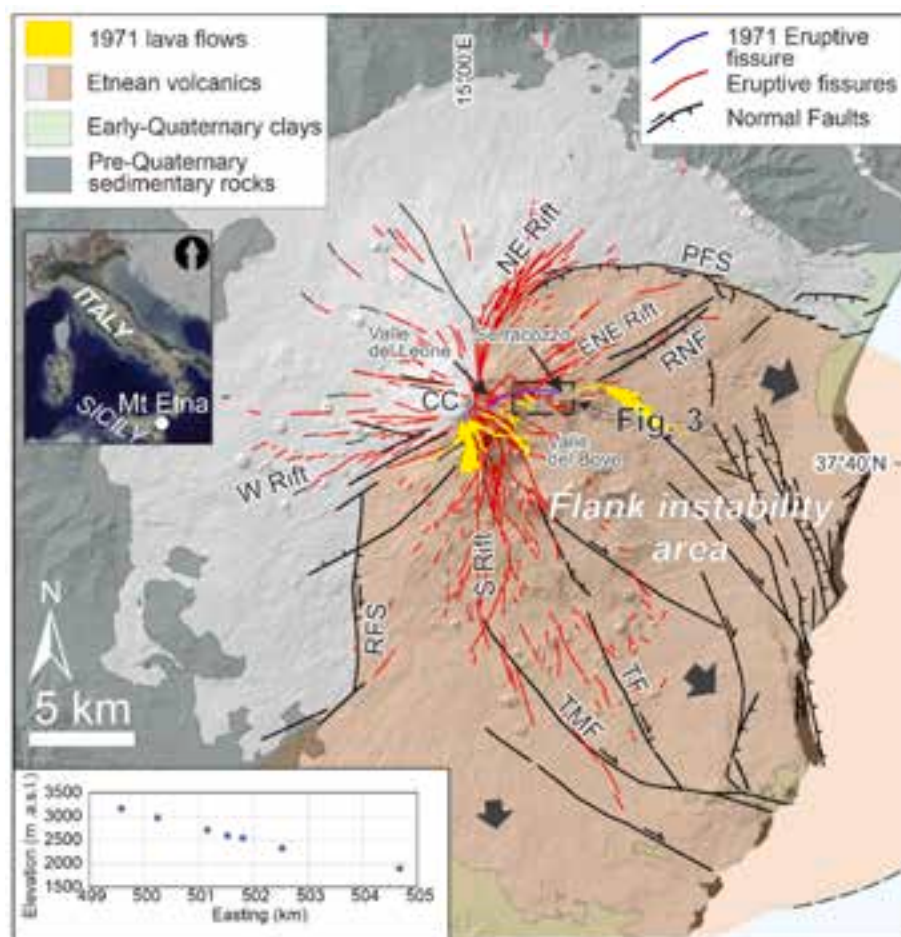 1971 lava flows
Etnean volcanics
Early-Quaternary clays
Pre-Quaternary
sedimentary rocks
15°00'E
1971 Eruptive
fissure
Eruptive fissures
Normal Faults
ITALY
SICILY
Mt Etna
NE Rift
PFS
Valle
del Leone
Serracozzo
ENE Rift
RNF
CC
Fig. 3
Valle
del Bove
37°40'N
W Rift
Flank instability
area
S Rift
N
RFS
5 km
TF
TMF
Elevation (m .a.s.l.)
3500
3000
2500
2000
1500
499 500 501 502 503 504 505
Easting (km)